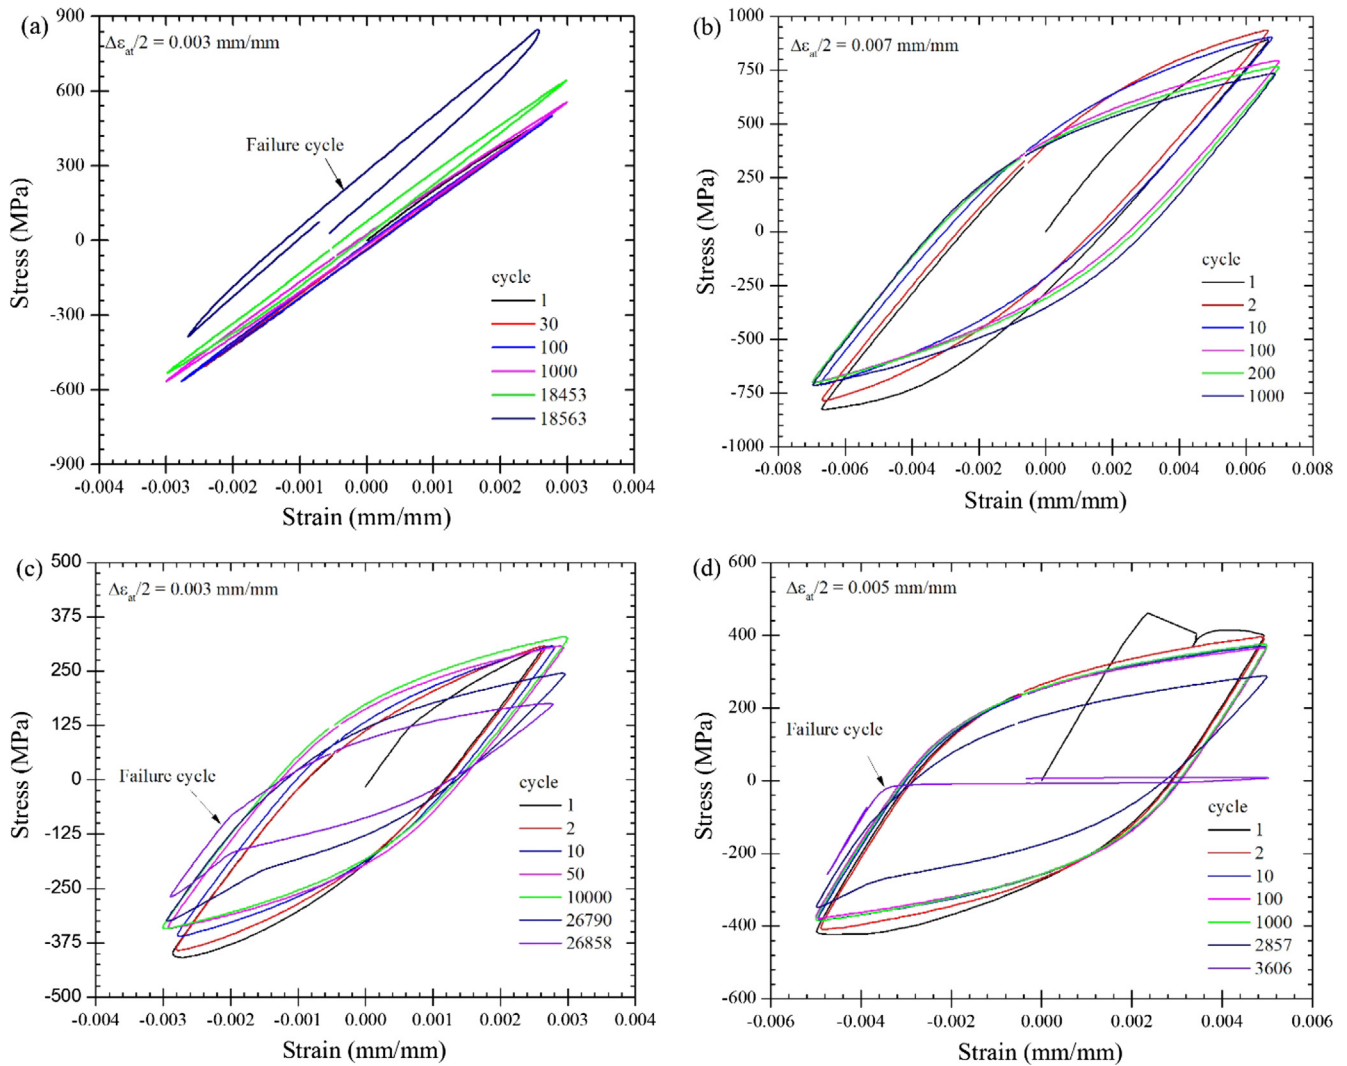 (a)
Δε_at/2 = 0.003 mm/mm
900
600
300
0
-300
-600
-900
Stress (MPa)
Failure cycle
cycle
1
30
100
1000
18453
18563
-0.004 -0.003 -0.002 -0.001 0.000 0.001 0.002 0.003 0.004
Strain (mm/mm)
(b)
Δε_at/2 = 0.007 mm/mm
1000
750
500
250
0
-250
-500
-750
-1000
Stress (MPa)
cycle
1
2
10
100
200
1000
-0.008 -0.006 -0.004 -0.002 0.000 0.002 0.004 0.006 0.008
Strain (mm/mm)
(c)
Δε_at/2 = 0.003 mm/mm
500
375
250
125
0
-125
-250
-375
-500
Stress (MPa)
Failure cycle
cycle
1
2
10
50
10000
26790
26858
-0.004 -0.003 -0.002 -0.001 0.000 0.001 0.002 0.003 0.004
Strain (mm/mm)
(d)
Δε_at/2 = 0.005 mm/mm
600
400
200
0
-200
-400
-600
Stress (MPa)
Failure cycle
cycle
1
2
10
100
1000
2857
3606
-0.006 -0.004 -0.002 0.000 0.002 0.004 0.006
Strain (mm/mm)